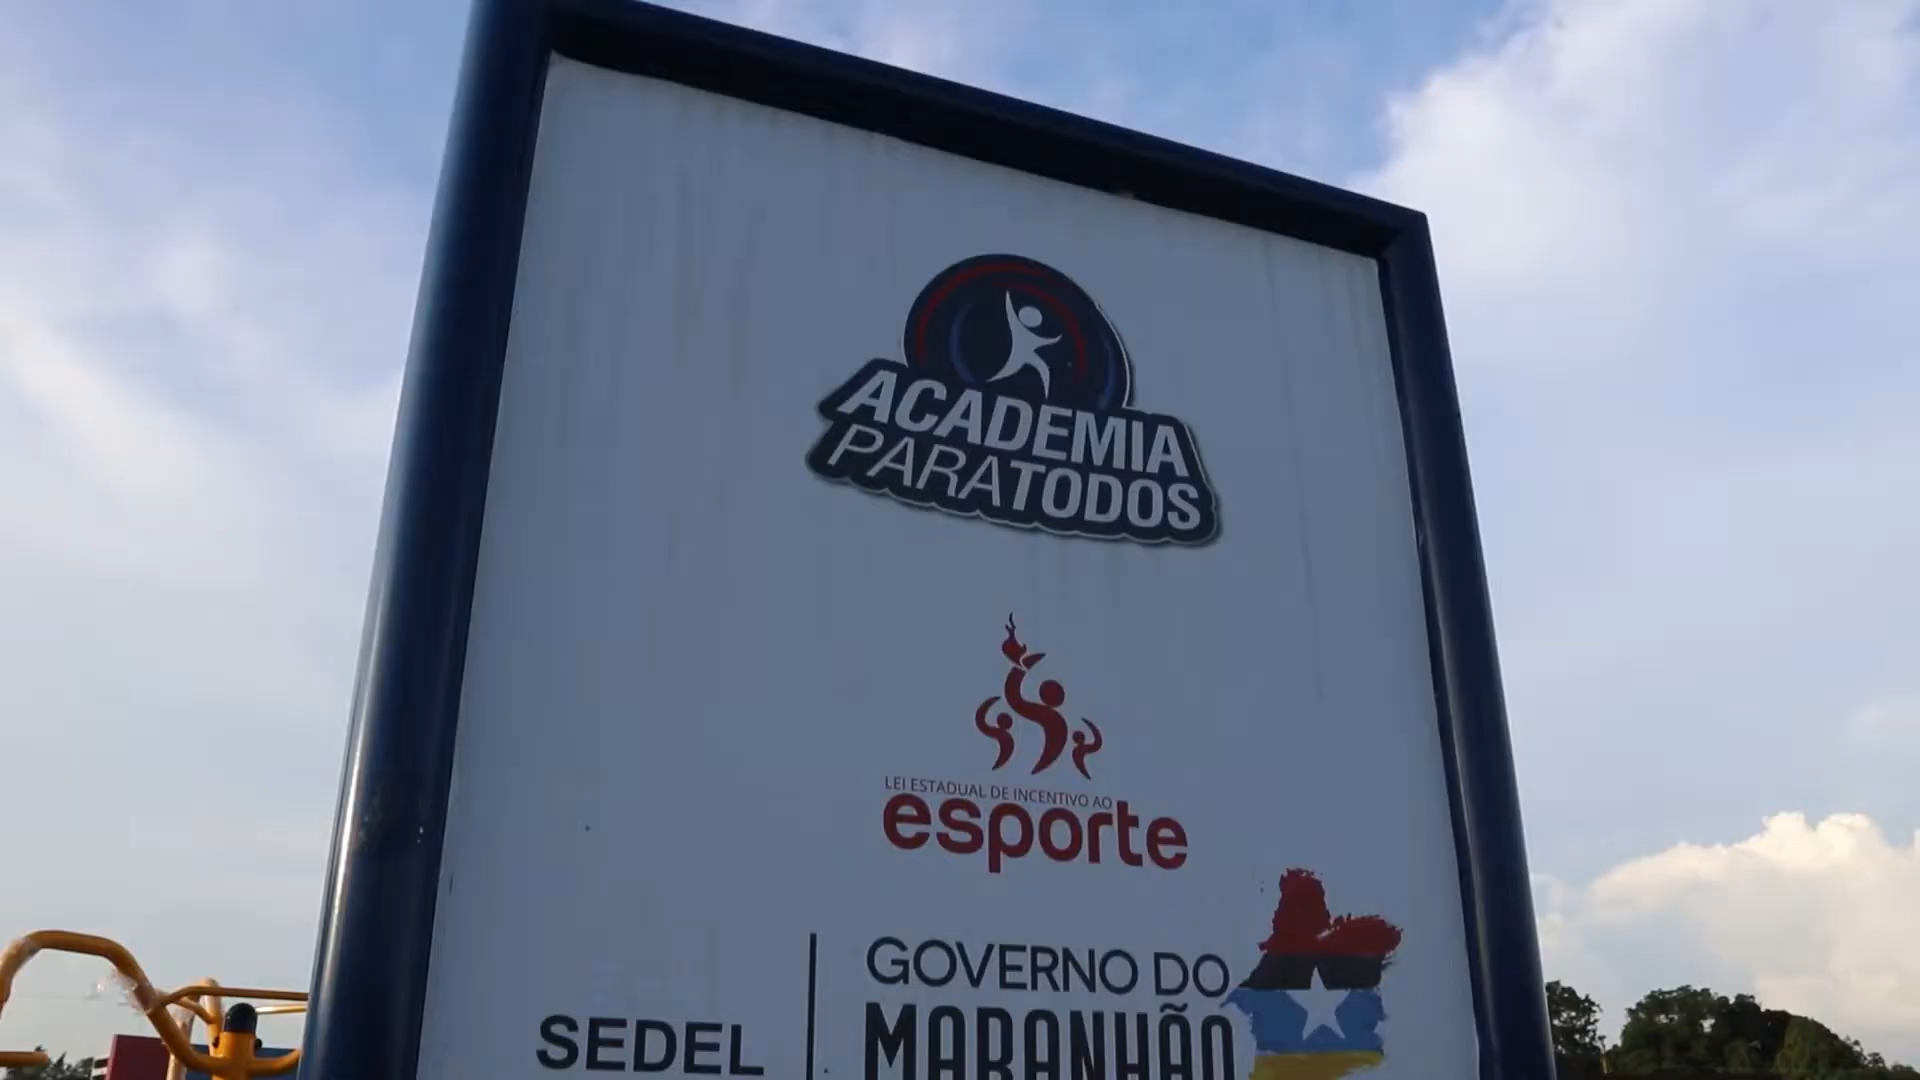 ACADEMIA
PARATODOS
LEI ESTADUAL DE INCENTIVO AO
esporte
GOVERNO DO
SEDEL
MARANHÃO